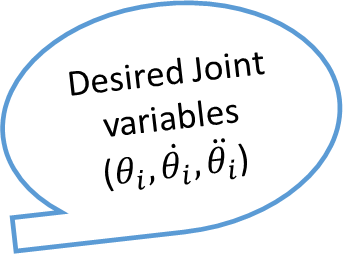 Desired Joint
variables
(θᵢ, θ̇ᵢ, θ̈ᵢ)